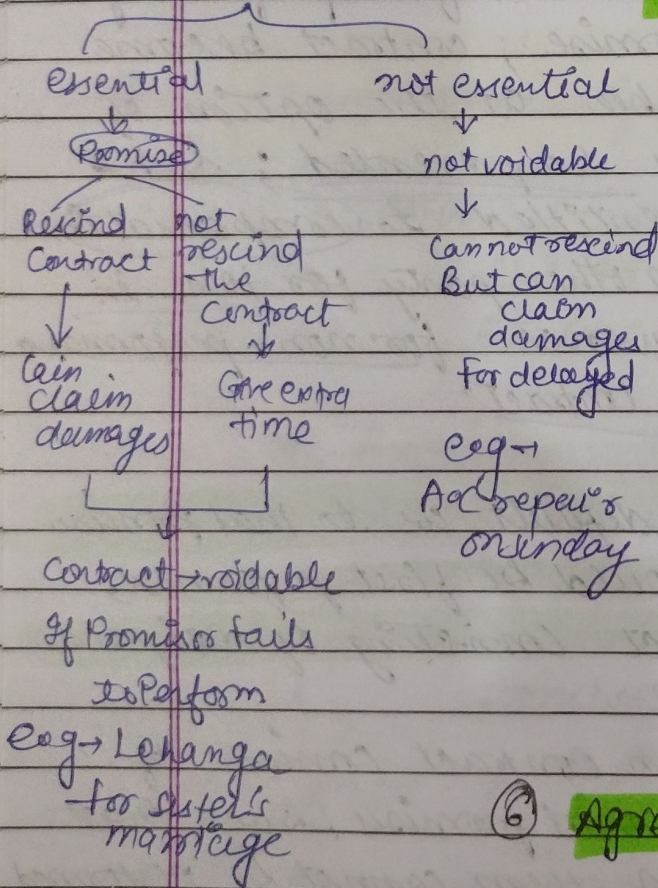 essential
not essential
Promise
not voidable
Rescind
Contract
not
rescind
the
Contract
Cannot rescind
But can
claim
damages
for delayed
Can
claim
damages
Give extra
time
e.g →
AC repair
on sunday
Contract → voidable
If Promisor fails
to Perform
e.g → Lehanga
for sister's
marriage
6 Agre